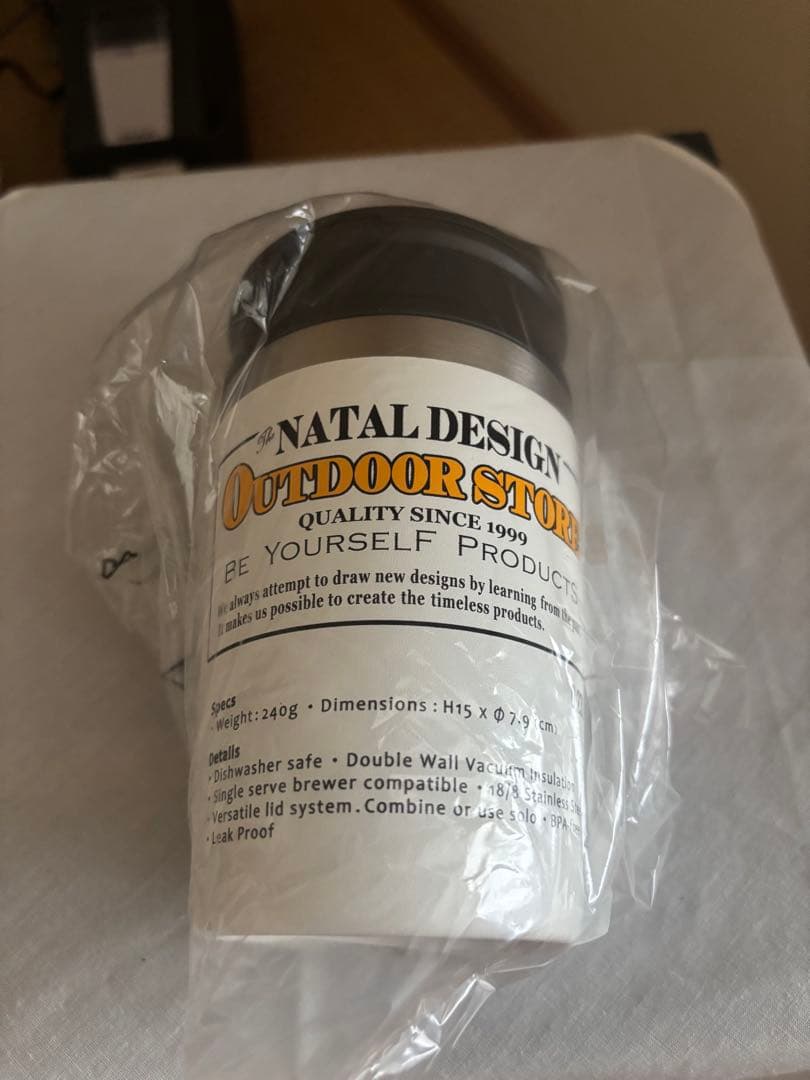 The NATAL DESIGN
OUTDOOR STORE
QUALITY SINCE 1999
BE YOURSELF PRODUCTS
We always attempt to draw new designs by learning from the
It makes us possible to create the timeless products.
Specs
· Weight:240g · Dimensions : H15 x Φ 7.9 (cm)
Details
· Dishwasher safe · Double Wall Vacuum Insulation
· Single serve brewer compatible · 18/8 Stainless
· Versatile lid system. Combine or use solo · BPA-
· Leak Proof